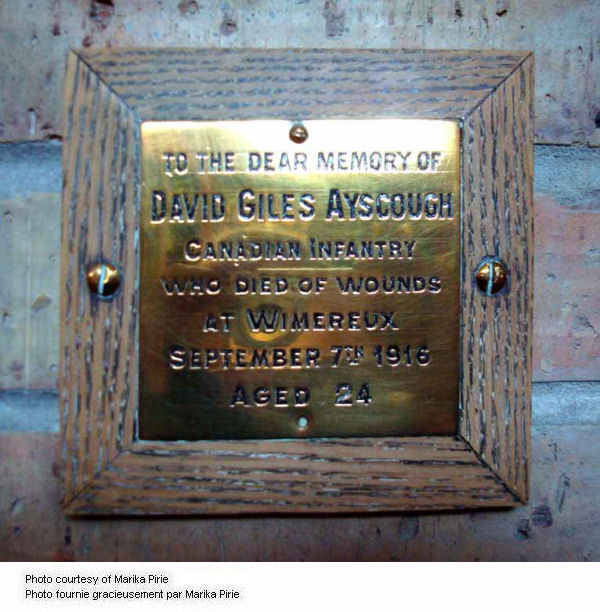 TO THE DEAR MEMORY OF
DAVID GILES AYSCOUGH
CANADIAN INFANTRY
WHO DIED OF WOUNDS
AT WIMEREUX
SEPTEMBER 7TH 1916
AGED 24
Photo courtesy of Marika Pirie
Photo fournie gracieusement par Marika Pirie